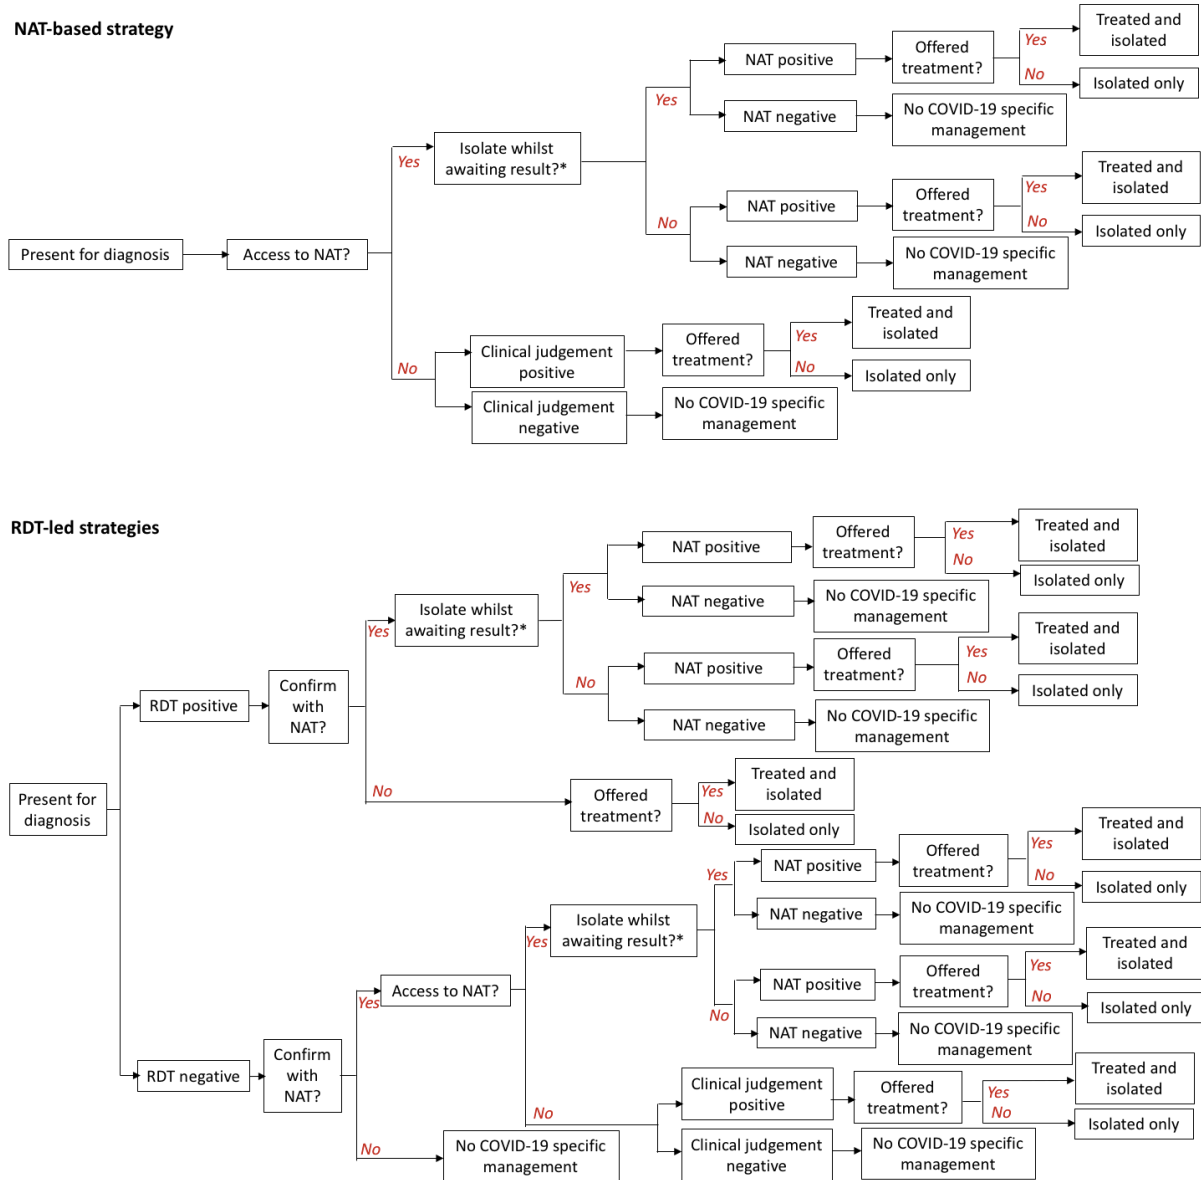 NAT-based strategy
Present for diagnosis
Access to NAT?
Yes
Isolate whilst
awaiting result?*
Yes
NAT positive
Offered
treatment?
Yes
Treated and
isolated
No
Isolated only
NAT negative
No COVID-19 specific
management
No
NAT positive
Offered
treatment?
Yes
Treated and
isolated
No
Isolated only
NAT negative
No COVID-19 specific
management
No
Clinical judgement
positive
Offered
treatment?
Yes
Treated and
isolated
No
Isolated only
Clinical judgement
negative
No COVID-19 specific
management
RDT-led strategies
Present for
diagnosis
RDT positive
Confirm
with
NAT?
Yes
Isolate whilst
awaiting result?*
Yes
NAT positive
Offered
treatment?
Yes
Treated and
isolated
No
Isolated only
NAT negative
No COVID-19 specific
management
No
NAT positive
Offered
treatment?
Yes
Treated and
isolated
No
Isolated only
NAT negative
No COVID-19 specific
management
No
Offered
treatment?
Yes
Treated and
isolated
No
Isolated only
RDT negative
Confirm
with
NAT?
Yes
Access to NAT?
Yes
Isolate whilst
awaiting result?*
Yes
NAT positive
Offered
treatment?
Yes
Treated and
isolated
No
Isolated only
NAT negative
No COVID-19 specific
management
No
NAT positive
Offered
treatment?
Yes
Treated and
isolated
No
Isolated only
NAT negative
No COVID-19 specific
management
No
Clinical judgement
positive
Offered
treatment?
Yes
Treated and
isolated
No
Isolated only
Clinical judgement
negative
No COVID-19 specific
management
No
No COVID-19 specific
management